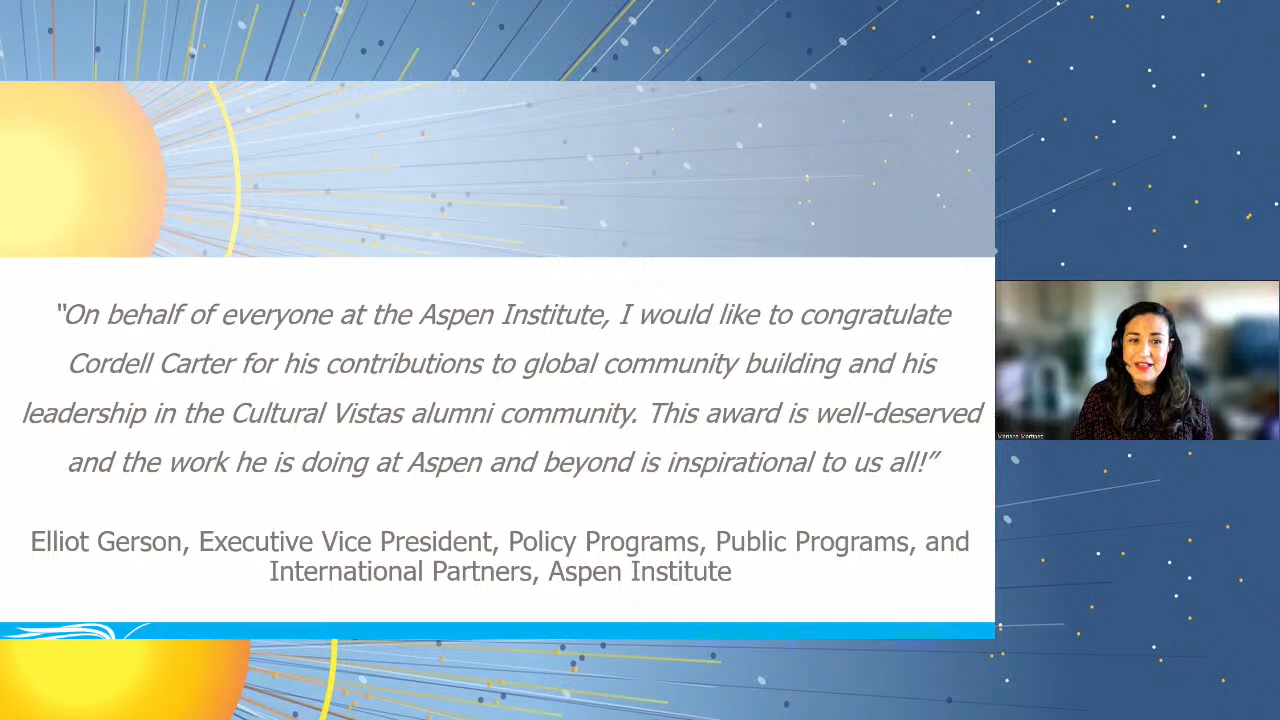 “On behalf of everyone at the Aspen Institute, I would like to congratulate
Cordell Carter for his contributions to global community building and his
leadership in the Cultural Vistas alumni community. This award is well-deserved
and the work he is doing at Aspen and beyond is inspirational to us all!”
Elliot Gerson, Executive Vice President, Policy Programs, Public Programs, and
International Partners, Aspen Institute
Mariana Martinez